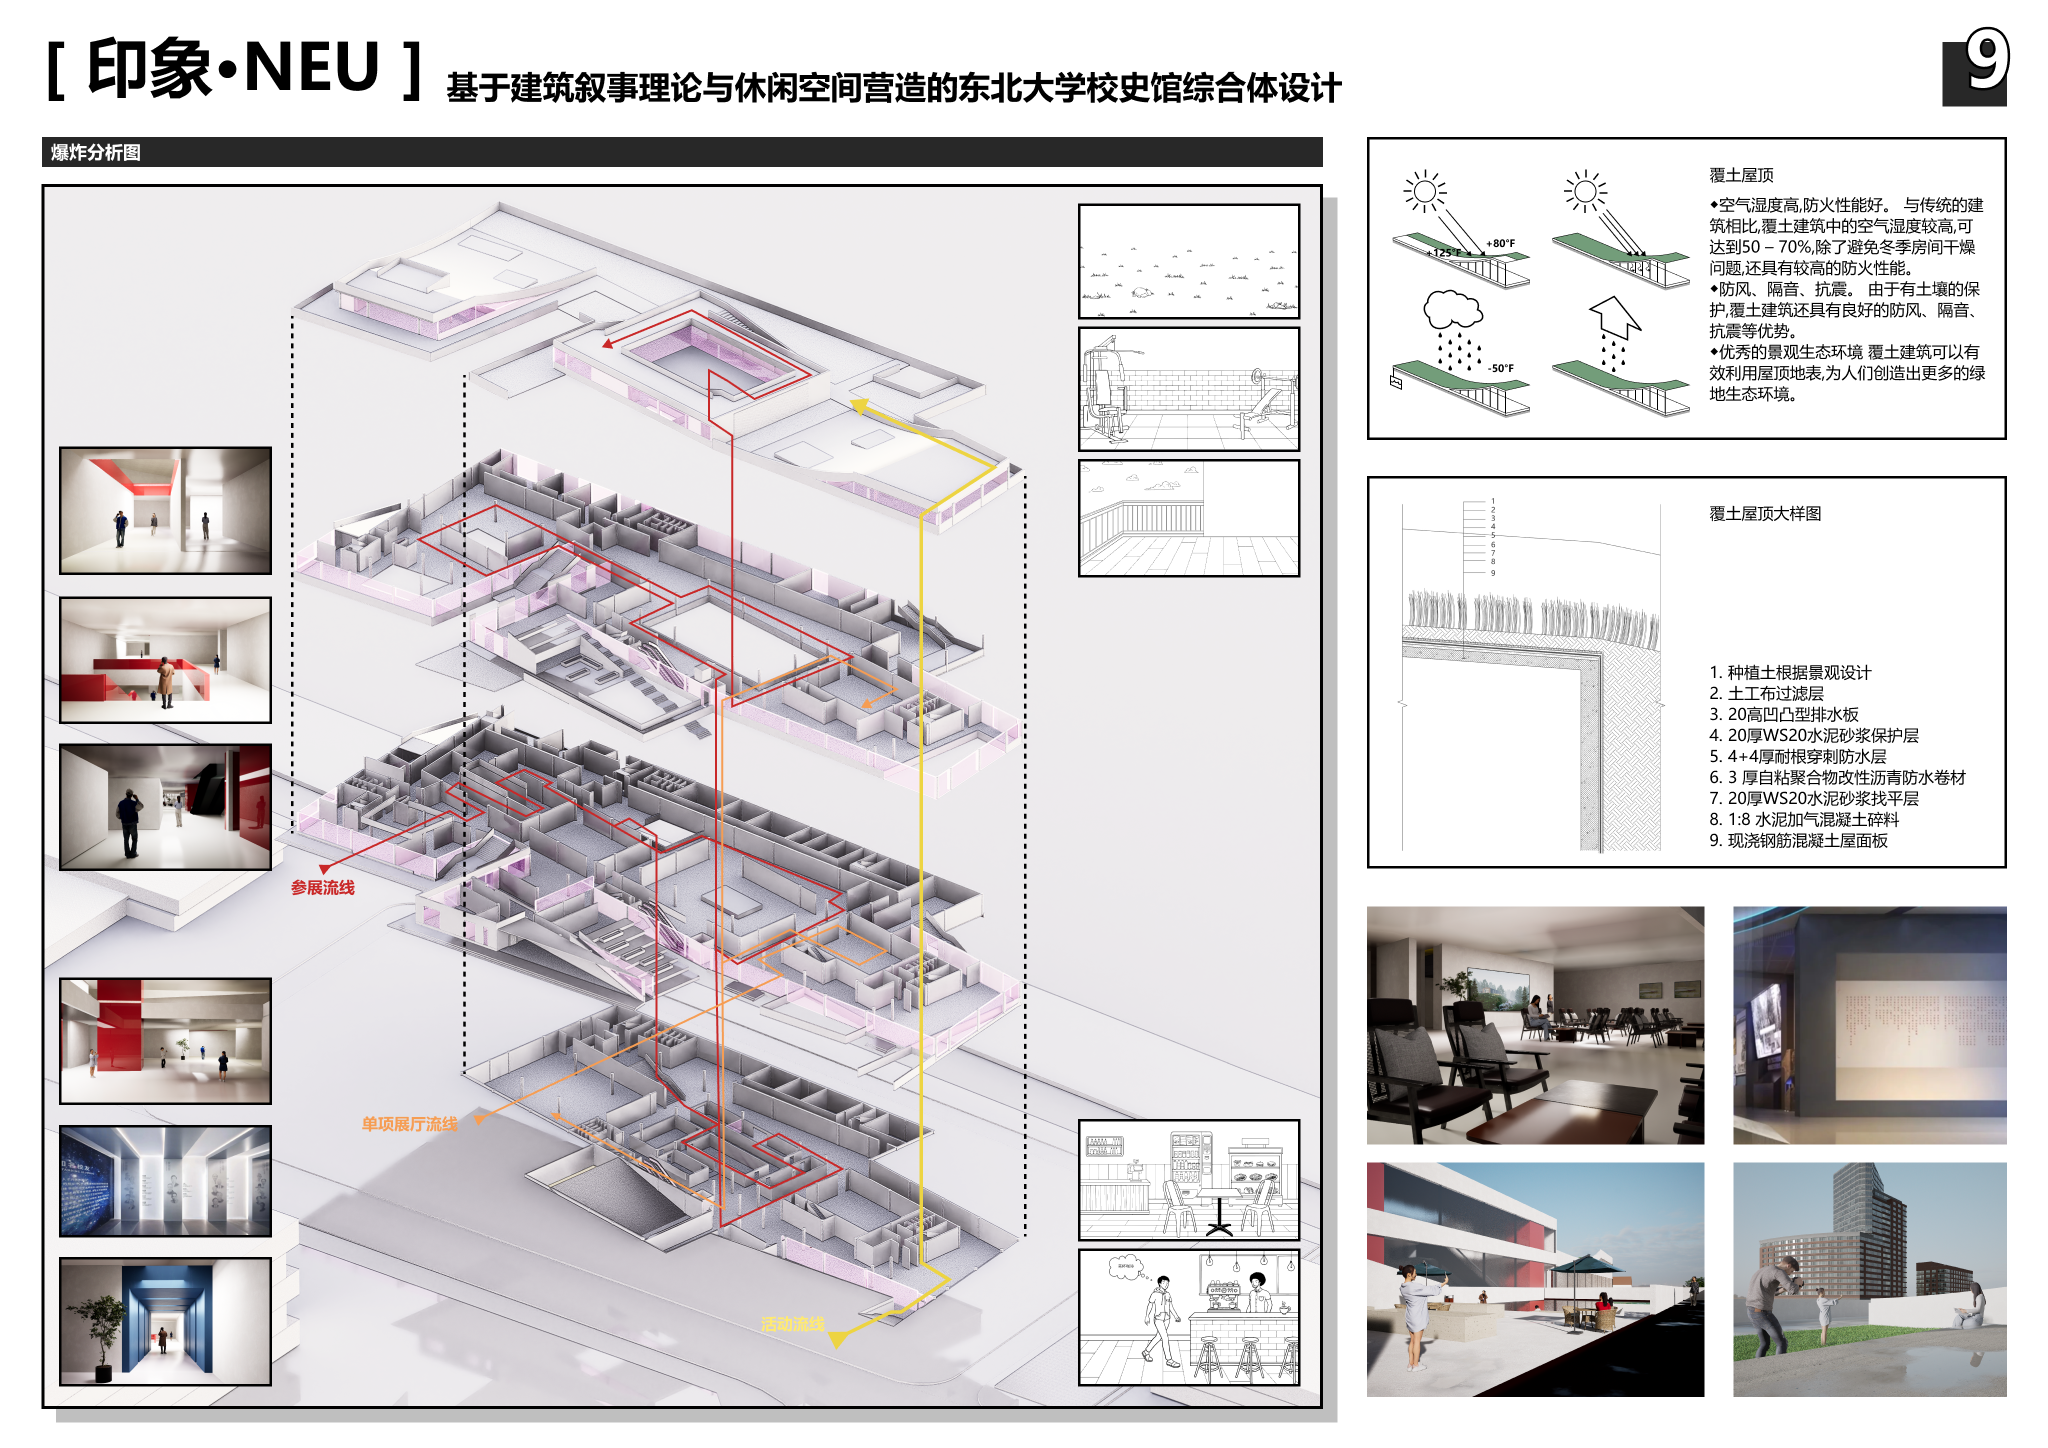 [ 印象•NEU ] 基于建筑叙事理论与休闲空间营造的东北大学校史馆综合体设计
9
爆炸分析图
参展流线
单项展厅流线
活动流线
+125°F
+80°F
-50°F
覆土屋顶
◆空气湿度高,防火性能好。 与传统的建
筑相比,覆土建筑中的空气湿度较高,可
达到50 – 70%,除了避免冬季房间干燥
问题,还具有较高的防火性能。
◆防风、隔音、抗震。 由于有土壤的保
护,覆土建筑还具有良好的防风、隔音、
抗震等优势。
◆优秀的景观生态环境 覆土建筑可以有
效利用屋顶地表,为人们创造出更多的绿
地生态环境。
覆土屋顶大样图
1
2
3
4
5
6
7
8
9
1. 种植土根据景观设计
2. 土工布过滤层
3. 20高凹凸型排水板
4. 20厚WS20水泥砂浆保护层
5. 4+4厚耐根穿刺防水层
6. 3 厚自粘聚合物改性沥青防水卷材
7. 20厚WS20水泥砂浆找平层
8. 1:8 水泥加气混凝土碎料
9. 现浇钢筋混凝土屋面板